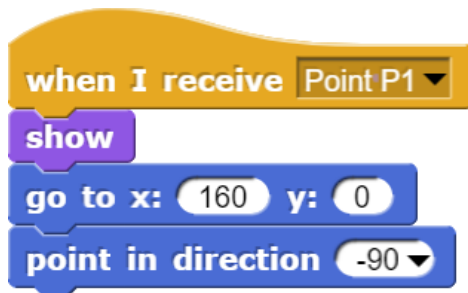 when I receive Point P1
show
go to x: 160 y: 0
point in direction -90